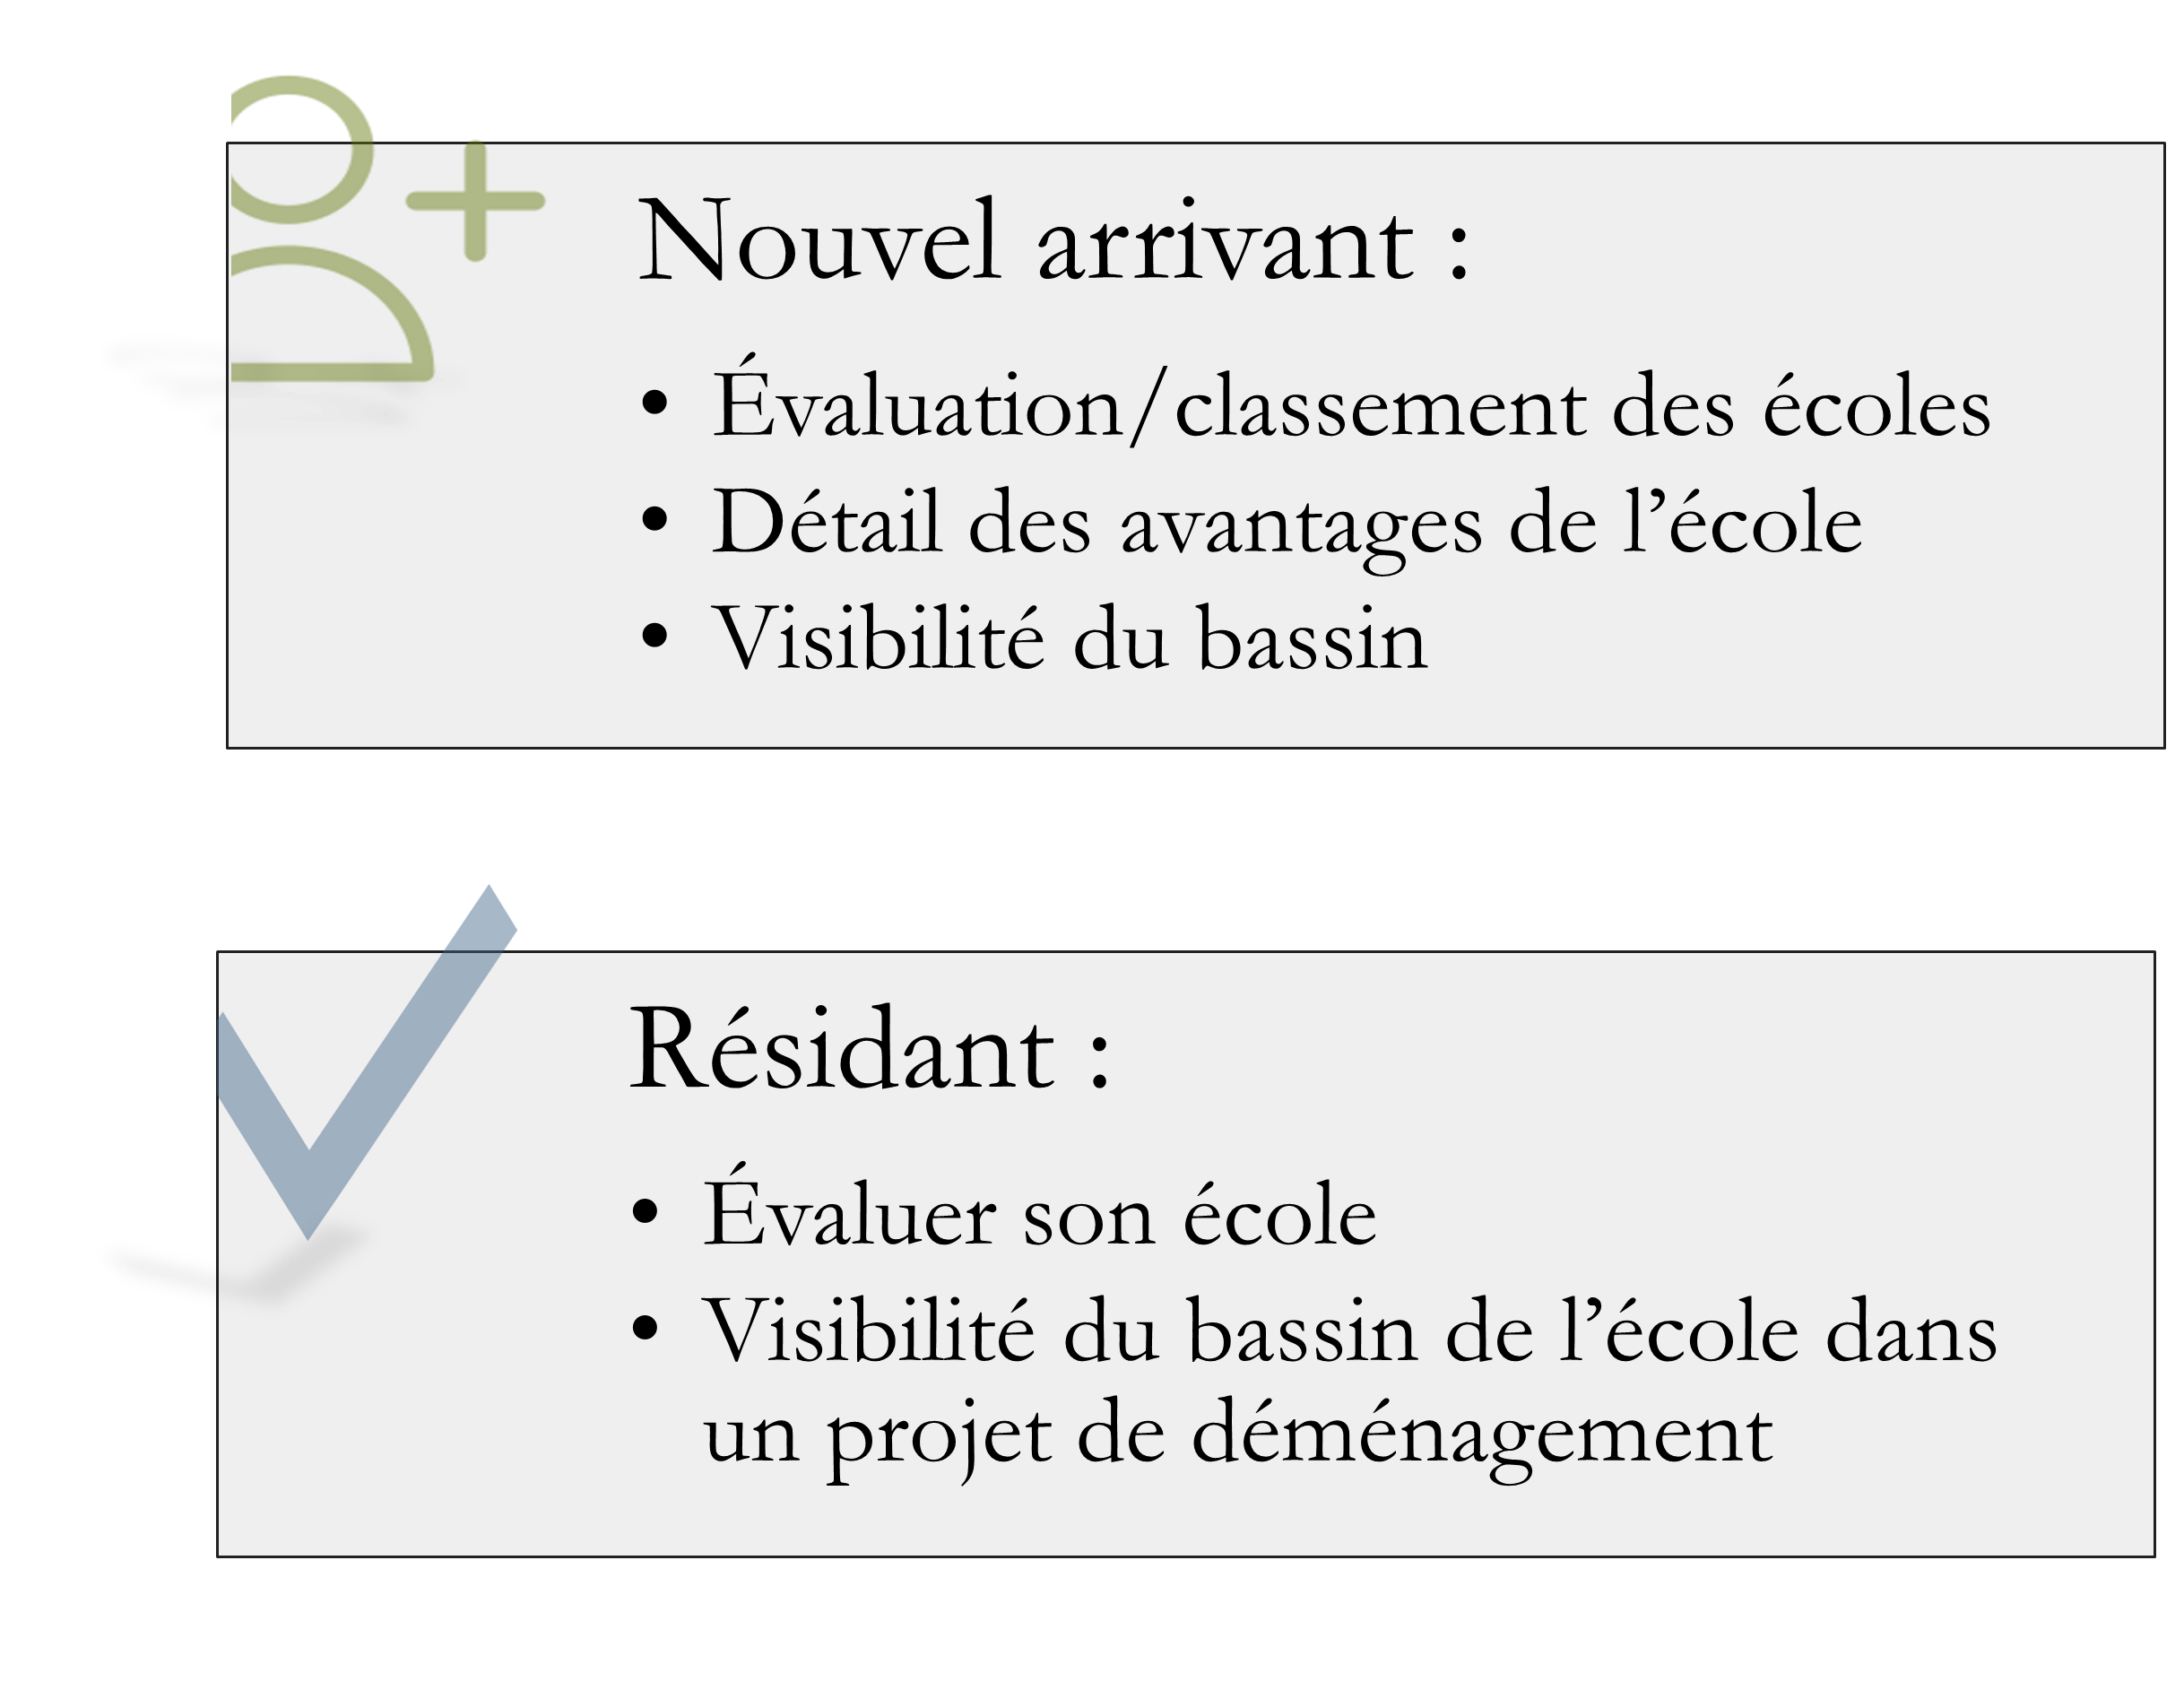 Nouvel arrivant :
• Évaluation/classement des écoles
• Détail des avantages de l’école
• Visibilité du bassin
Résidant :
• Évaluer son école
• Visibilité du bassin de l’école dans
un projet de déménagement